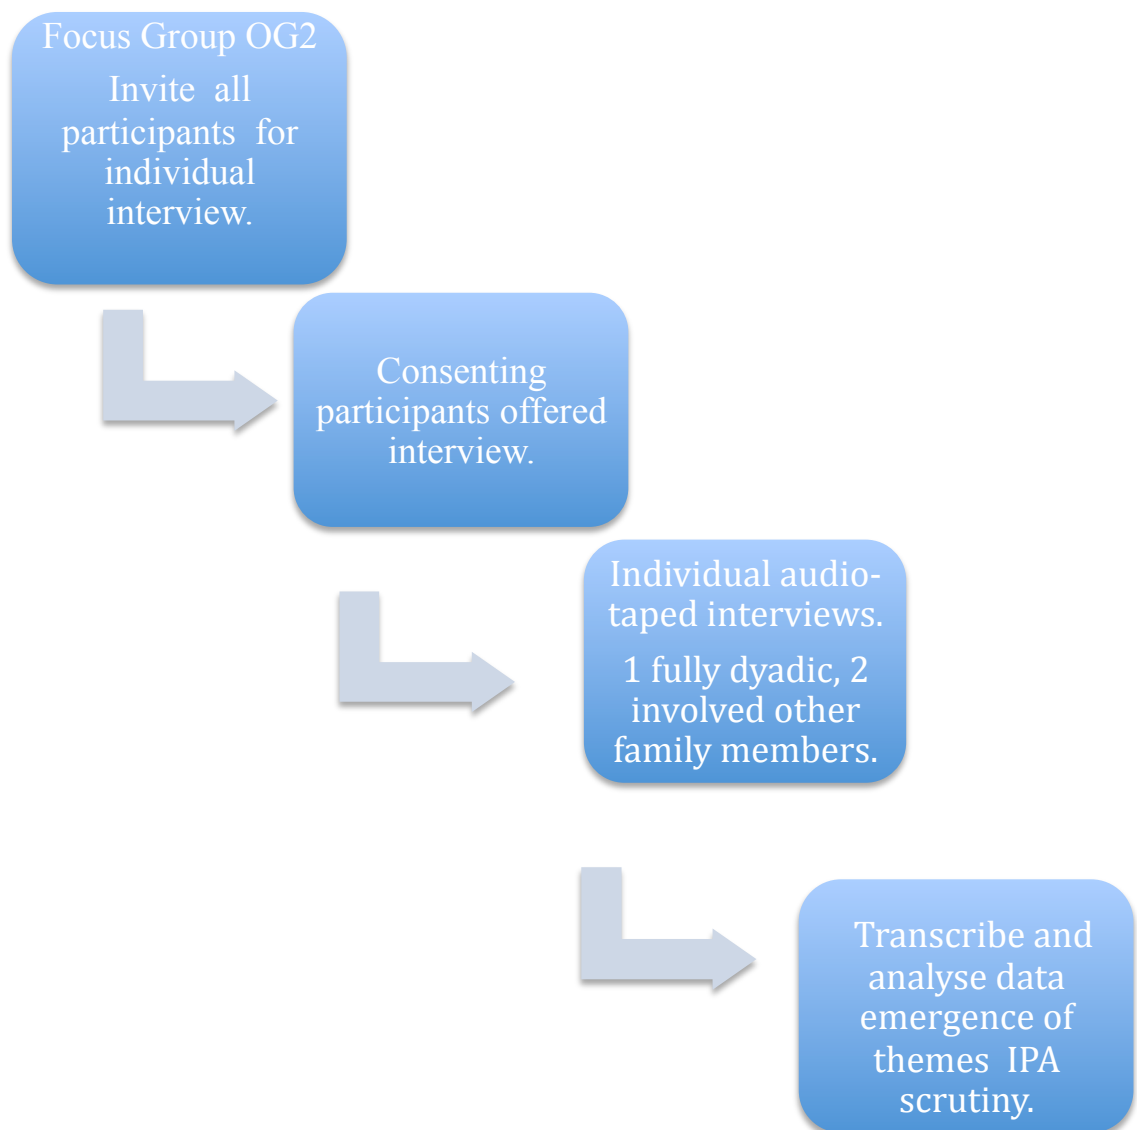 Focus Group OG2
Invite all
participants for
individual
interview.
Consenting
participants offered
interview.
Individual audio-
taped interviews.
1 fully dyadic, 2
involved other
family members.
Transcribe and
analyse data
emergence of
themes IPA
scrutiny.